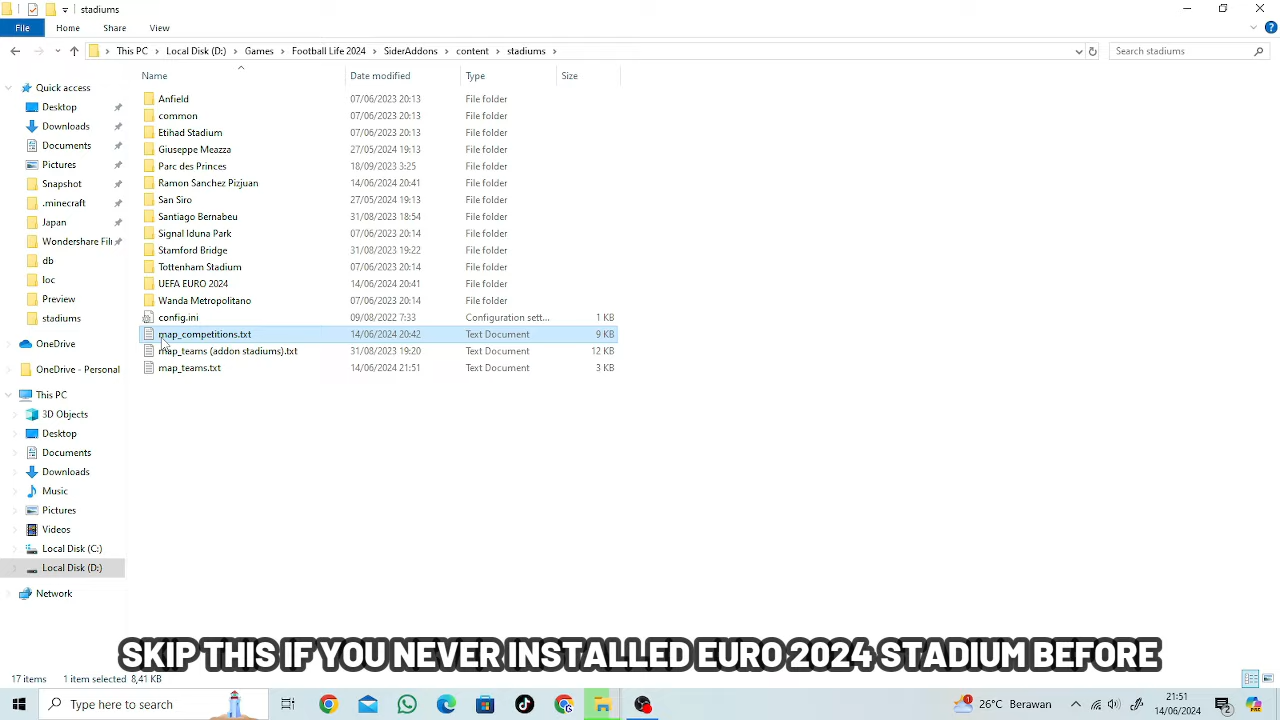 stadiums
File
Home
Share
View
This PC
Local Disk (D:)
Games
Football Life 2024
SiderAddons
content
stadiums
Search stadiums
Name
Date modified
Type
Size
Quick access
Desktop
Downloads
Documents
Pictures
Snapshot
.minecraft
Japan
Wondershare Fil
db
loc
Preview
stadiums
OneDrive
OneDrive - Personal
This PC
3D Objects
Desktop
Documents
Downloads
Music
Pictures
Videos
Local Disk (C:)
Local Disk (D:)
Network
Anfield 07/06/2023 20:13 File folder
common 07/06/2023 20:13 File folder
Etihad Stadium 07/06/2023 20:13 File folder
Giuseppe Meazza 27/05/2024 19:13 File folder
Parc des Princes 18/09/2023 3:25 File folder
Ramon Sanchez Pizjuan 14/06/2024 20:41 File folder
San Siro 27/05/2024 19:13 File folder
Santiago Bernabeu 31/08/2023 18:54 File folder
Signal Iduna Park 07/06/2023 20:14 File folder
Stamford Bridge 31/08/2023 19:22 File folder
Tottenham Stadium 07/06/2023 20:14 File folder
UEFA EURO 2024 14/06/2024 20:41 File folder
Wanda Metropolitano 07/06/2023 20:14 File folder
config.ini 09/08/2022 7:33 Configuration sett... 1 KB
map_competitions.txt 14/06/2024 20:42 Text Document 9 KB
map_teams (addon stadiums).txt 31/08/2023 19:20 Text Document 12 KB
map_teams.txt 14/06/2024 21:51 Text Document 3 KB
SKIP THIS IF YOU NEVER INSTALLED EURO 2024 STADIUM BEFORE
17 items
1 item selected 8,41 KB
Type here to search
26°C Berawan
21:51
14/06/2024